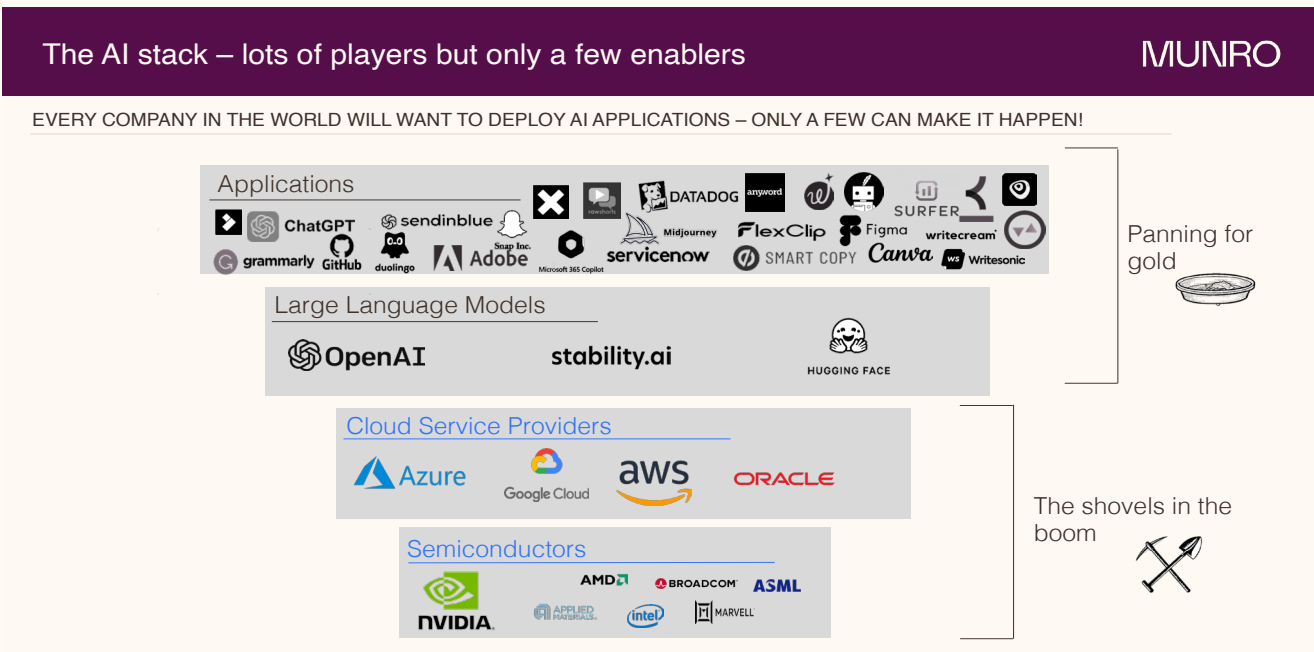 The AI stack – lots of players but only a few enablers
MUNRO
EVERY COMPANY IN THE WORLD WILL WANT TO DEPLOY AI APPLICATIONS – ONLY A FEW CAN MAKE IT HAPPEN!
Applications
rawshorts
DATADOG
anyword
SURFER
ChatGPT
sendinblue
Snap Inc.
Midjourney
FlexClip
Figma
writecream
grammarly
GitHub
duolingo
Adobe
Microsoft 365 Copilot
servicenow
SMART COPY
Canva
WS Writesonic
Panning for
gold
Large Language Models
OpenAI
stability.ai
HUGGING FACE
Cloud Service Providers
Azure
Google Cloud
aws
ORACLE
The shovels in the
boom
Semiconductors
NVIDIA.
AMD
BROADCOM
ASML
APPLIED
MATERIALS
intel
MARVELL